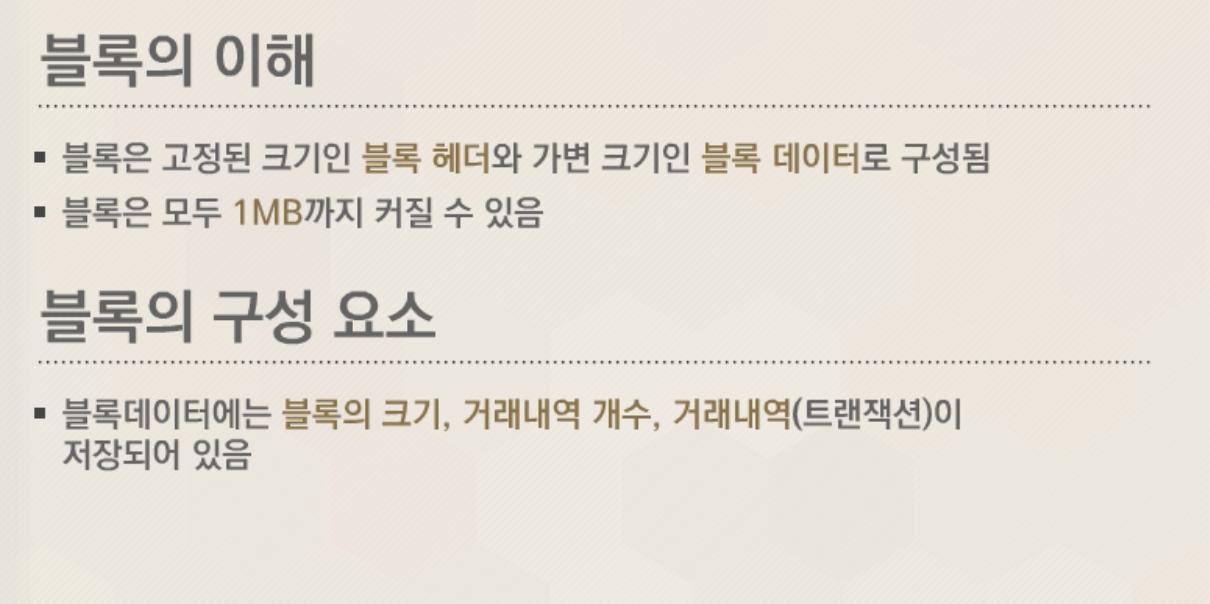 블록의 이해
▪ 블록은 고정된 크기인 블록 헤더와 가변 크기인 블록 데이터로 구성됨
▪ 블록은 모두 1MB까지 커질 수 있음
블록의 구성 요소
▪ 블록데이터에는 블록의 크기, 거래내역 개수, 거래내역(트랜잭션)이
저장되어 있음